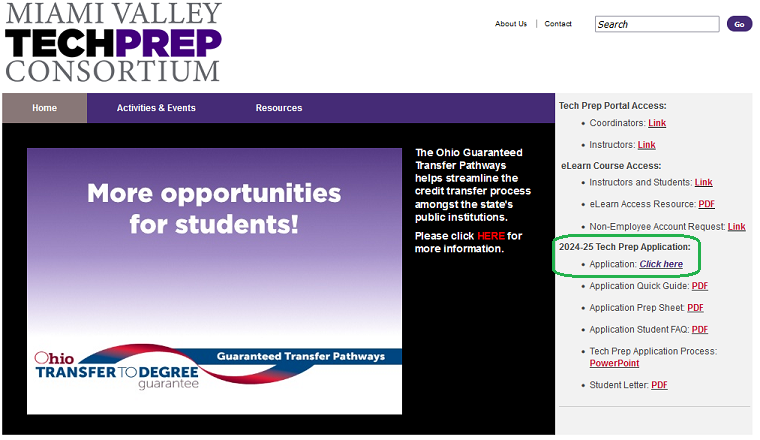 MIAMI VALLEY
TECHPREP
CONSORTIUM
About Us | Contact
Search
Go
Home
Activities & Events
Resources
More opportunities
for students!
Ohio
TRANSFER TO DEGREE
guarantee
Guaranteed Transfer Pathways
The Ohio Guaranteed
Transfer Pathways
helps streamline the
credit transfer process
amongst the state's
public institutions.
Please click HERE for
more information.
Tech Prep Portal Access:
• Coordinators: Link
• Instructors: Link
eLearn Course Access:
• Instructors and Students: Link
• eLearn Access Resource: PDF
• Non-Employee Account Request: Link
2024-25 Tech Prep Application:
• Application: Click here
• Application Quick Guide: PDF
• Application Prep Sheet: PDF
• Application Student FAQ: PDF
• Tech Prep Application Process:
PowerPoint
• Student Letter: PDF